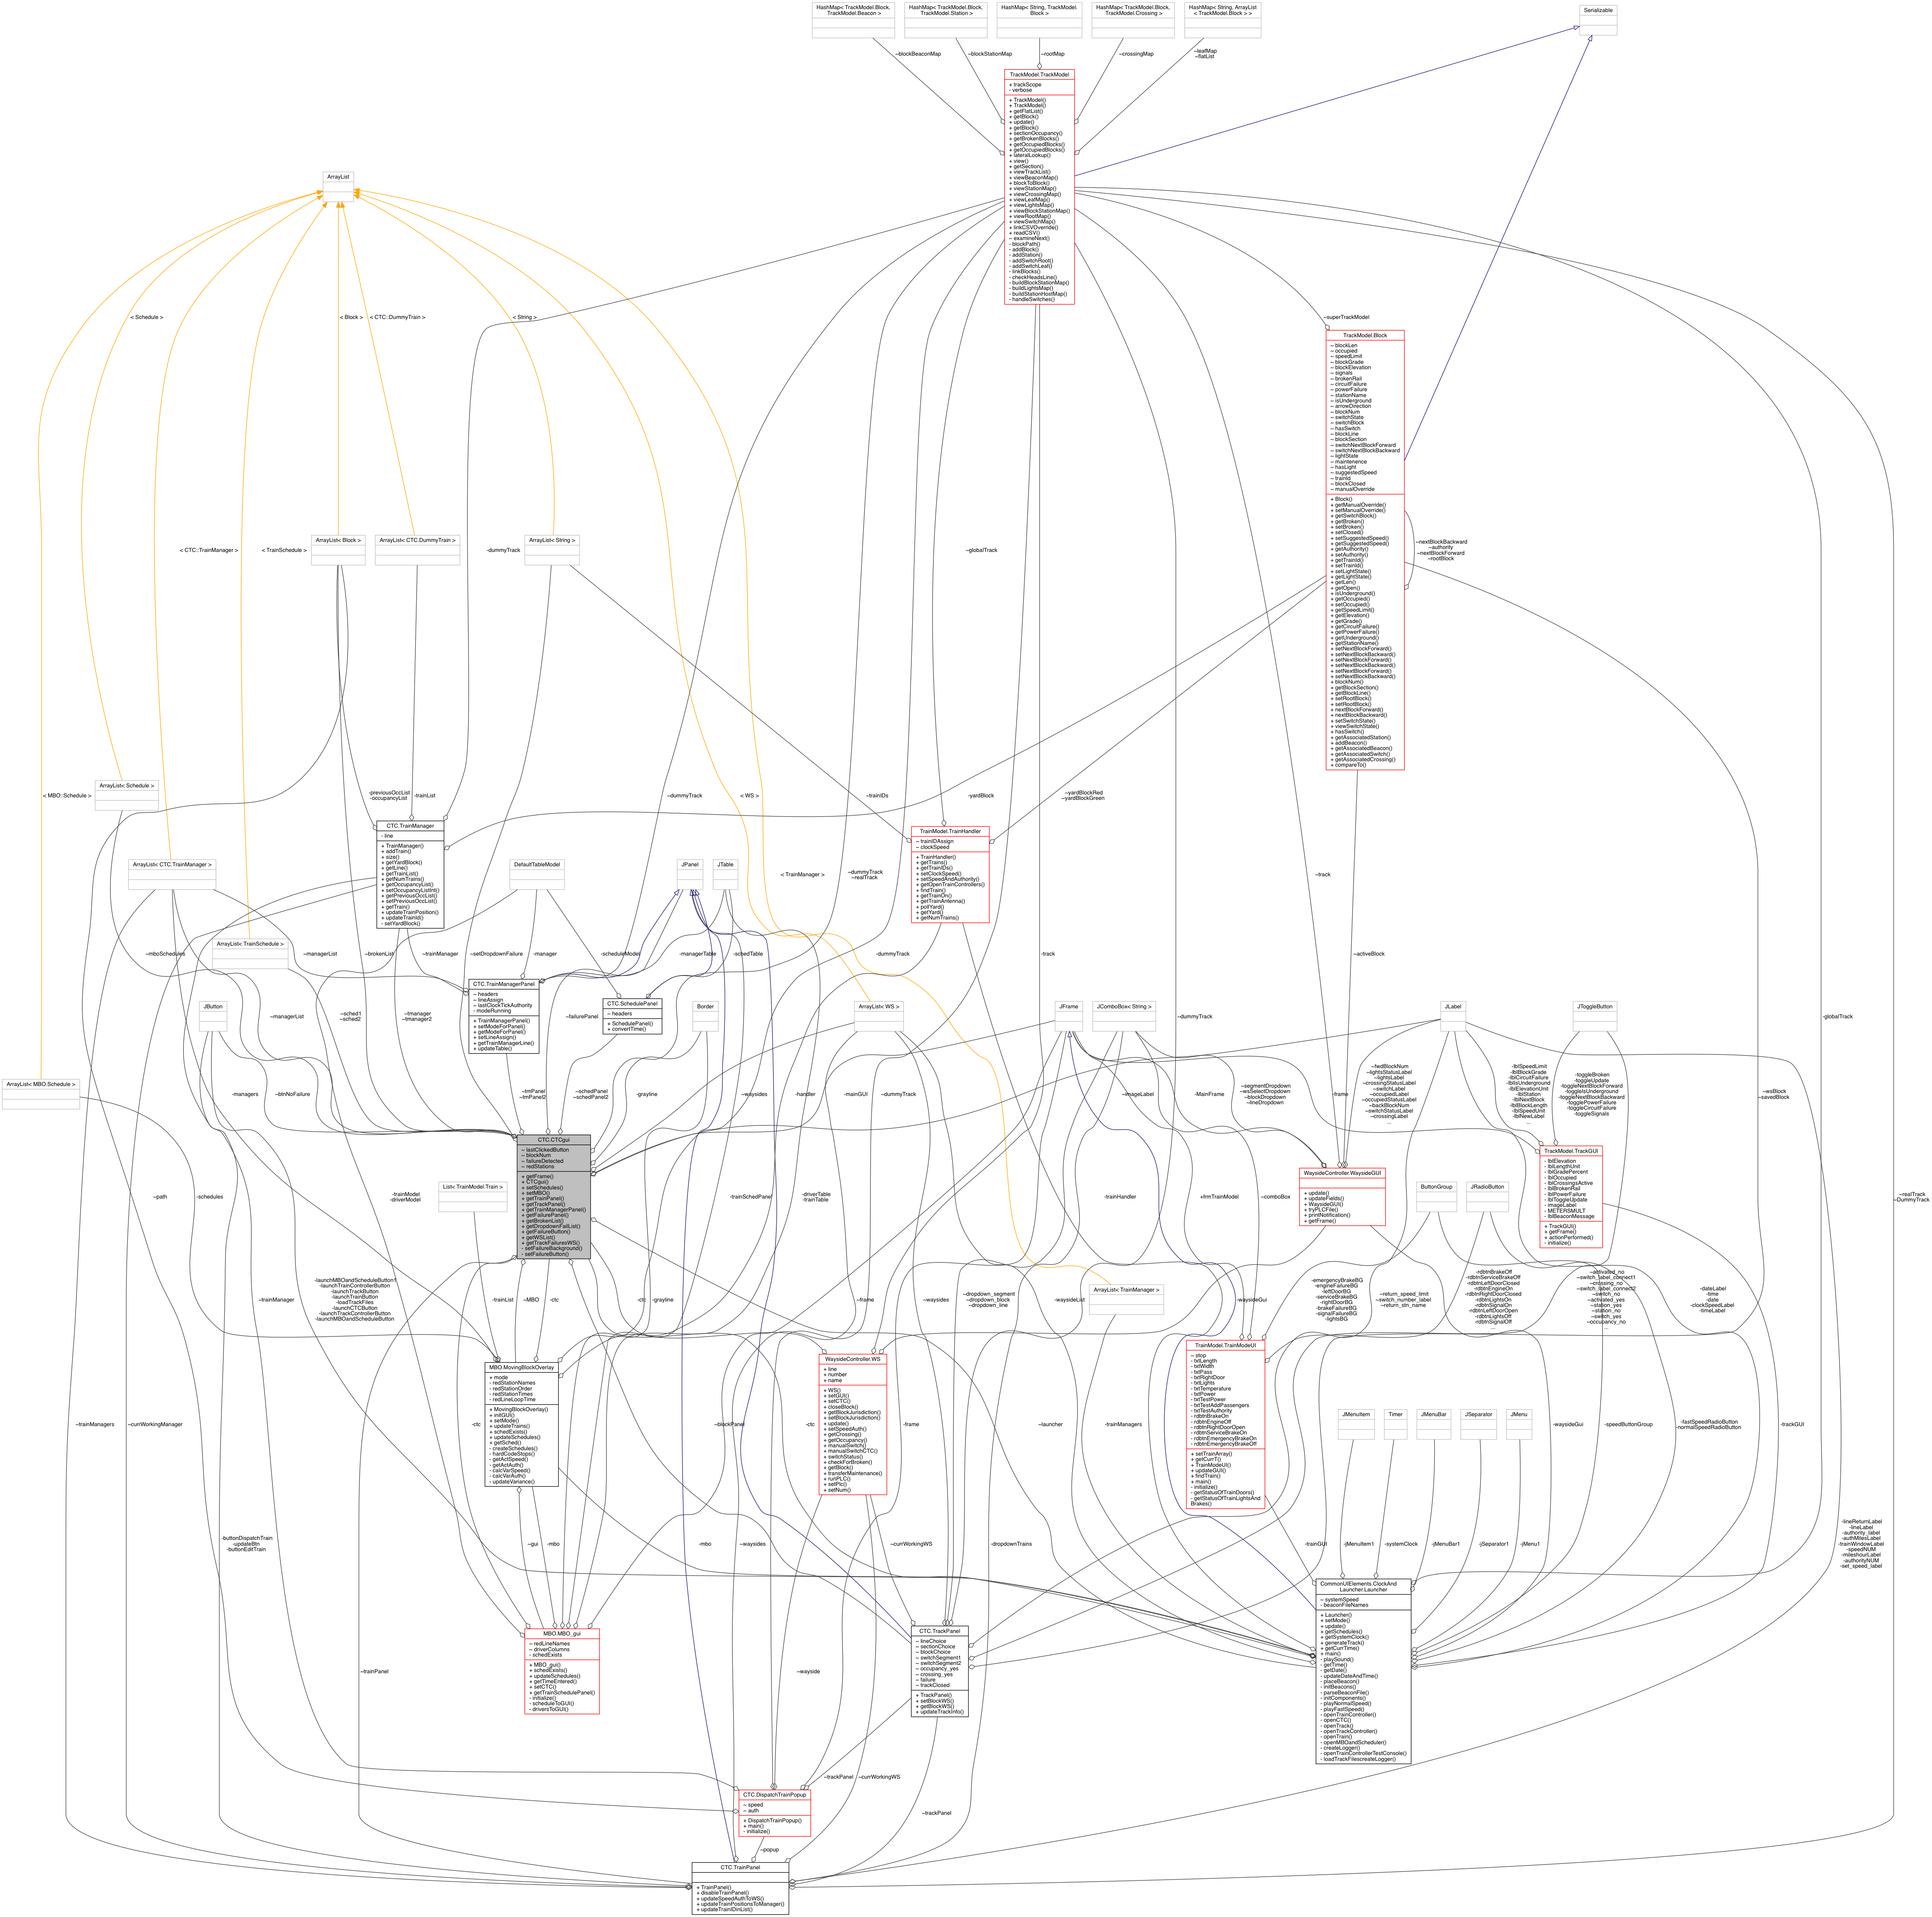 HashMap< TrackModel.Block,
TrackModel.Beacon >
HashMap< TrackModel.Block,
TrackModel.Station >
HashMap< String, TrackModel.
Block >
HashMap< TrackModel.Block,
TrackModel.Crossing >
HashMap< String, ArrayList
< TrackModel.Block > >
Serializable
~blockBeaconMap
~blockStationMap
~rootMap
~crossingMap
~leafMap
~flatList
TrackModel.TrackModel
+ trackScope
- verbose
+ TrackModel()
+ TrackModel()
+ getFlatList()
+ getBlock()
+ update()
+ getBlock()
+ sectionOccupancy()
+ getBrokenBlocks()
+ getOccupiedBlocks()
+ getOccupiedBlocks()
+ lateralLookup()
+ view()
+ getSection()
+ viewTrackList()
+ viewBeaconMap()
+ blockToBlock()
+ viewStationMap()
+ viewCrossingMap()
+ viewLeafMap()
+ viewLightsMap()
+ viewBlockStationMap()
+ viewRootMap()
+ viewSwitchMap()
+ linkCSVOverride()
+ readCSV()
~ examineNext()
- blockPath()
- addBlock()
- addStation()
- addSwitchRoot()
- addSwitchLeaf()
- linkBlocks()
- checkHeadsLine()
- buildBlockStationMap()
- buildLightsMap()
- buildStationHostMap()
- handleSwitches()
ArrayList
< Schedule >
< Block >
< CTC::DummyTrain >
< String >
~superTrackModel
TrackModel.Block
~ blockLen
~ occupied
~ speedLimit
~ blockGrade
~ blockElevation
~ signals
~ brokenRail
~ circuitFailure
~ powerFailure
~ stationName
~ isUnderground
~ arrowDirection
~ blockNum
~ switchState
~ switchBlock
~ hasSwitch
~ blockLine
~ blockSection
~ switchNextBlockForward
~ switchNextBlockBackward
~ lightState
~ maintenence
~ hasLight
~ suggestedSpeed
~ trainId
~ blockClosed
~ manualOverride
+ Block()
+ getManualOverride()
+ setManualOverride()
+ getSwitchBlock()
+ getBroken()
+ setBroken()
+ setClosed()
+ setSuggestedSpeed()
+ getSuggestedSpeed()
+ getAuthority()
+ setAuthority()
+ getTrainId()
+ setTrainId()
+ setLightState()
+ getLightState()
+ getLen()
+ getOpen()
+ isUnderground()
+ getOccupied()
+ setOccupied()
+ getSpeedLimit()
+ getElevation()
+ getGrade()
+ getCircuitFailure()
+ getPowerFailure()
+ getUnderground()
+ getStationName()
+ setNextBlockForward()
+ setNextBlockBackward()
+ setNextBlockForward()
+ setNextBlockBackward()
+ setNextBlockForward()
+ setNextBlockBackward()
+ blockNum()
+ getBlockSection()
+ getBlockLine()
+ setRootBlock()
+ setRootBlock()
+ nextBlockForward()
+ nextBlockBackward()
+ setSwitchState()
+ viewSwitchState()
+ hasSwitch()
+ getAssociatedStation()
+ addBeacon()
+ getAssociatedBeacon()
+ getAssociatedSwitch()
+ getAssociatedCrossing()
+ compareTo()
~nextBlockBackward
~authority
~nextBlockForward
~rootBlock
ArrayList< Block >
ArrayList< CTC.DummyTrain >
ArrayList< String >
< CTC::TrainManager >
< TrainSchedule >
-dummyTrack
~globalTrack
ArrayList< Schedule >
< MBO::Schedule >
-previousOccList
-occupancyList
-trainList
~dummyTrack
< WS >
~trainIDs
-yardBlock
~yardBlockRed
~yardBlockGreen
CTC.TrainManager
- line
+ TrainManager()
+ addTrain()
+ size()
+ getYardBlock()
+ getLine()
+ getTrainList()
+ getNumTrains()
+ getOccupancyList()
+ setOccupancyListInt()
+ getPreviousOccList()
+ setPreviousOccList()
+ getTrain()
+ updateTrainPosition()
+ updateTrainId()
- setYardBlock()
TrainModel.TrainHandler
~ trainIDAssign
~ clockSpeed
+ TrainHandler()
+ getTrains()
+ getTrainIDs()
+ setClockSpeed()
+ setSpeedAndAuthority()
+ getOpenTrainControllers()
+ findTrain()
+ getTrainOn()
+ getTrainAntenna()
+ pollYard()
+ getYard()
+ getNumTrains()
ArrayList< CTC.TrainManager >
DefaultTableModel
JPanel
JTable
< TrainManager >
~dummyTrack
~realTrack
~track
ArrayList< TrainSchedule >
~mboSchedules
~managerList
~brokenList
~trainManager
~setDropdownFailure
-manager
-scheduleModel
~managerTable
-schedTable
-dummyTrack
-track
~activeBlock
CTC.TrainManagerPanel
~ headers
~ lineAssign
~ lastClockTickAuthority
- modeRunning
+ TrainManagerPanel()
+ setModeForPanel()
+ getModeForPanel()
+ setLineAssign()
+ getTrainManagerLine()
+ updateTable()
CTC.SchedulePanel
~ headers
+ SchedulePanel()
+ convertTime()
JButton
~managerList
~sched1
~sched2
~tmanager
~tmanager2
~failurePanel
Border
ArrayList< WS >
JFrame
JComboBox< String >
~dummyTrack
JLabel
JToggleButton
-globalTrack
ArrayList< MBO.Schedule >
-managers
~btnNoFailure
~tmPanel
~tmPanel2
~schedPanel
~schedPanel2
-grayline
~waysides
-handler
-mainGUI
~dummyTrack
~imageLabel
-MainFrame
~segmentDropdown
~wsSelectDropdown
~blockDropdown
~lineDropdown
-frame
~fwdBlockNum
~lightsStatusLabel
~lightsLabel
~crossingStatusLabel
~switchLabel
~occupiedLabel
~occupiedStatusLabel
~backBlockNum
~switchStatusLabel
~crossingLabel
...
-lblSpeedLimit
-lblBlockGrade
-lblCircuitFailure
-lblIsUnderground
-lblElevationUnit
-lblStation
-lblNextBlock
-lblBlockLength
-lblSpeedUnit
-lblNewLabel
...
-toggleBroken
-toggleUpdate
-toggleNextBlockForward
-toggleIsUnderground
-toggleNextBlockBackward
-togglePowerFailure
-toggleCircuitFailure
-toggleSignals
~wsBlock
~savedBlock
CTC.CTCgui
~ lastClickedButton
~ blockNum
~ failureDetected
~ redStations
+ getFrame()
+ CTCgui()
+ setSchedules()
+ setMBO()
+ getTrainPanel()
+ getTrackPanel()
+ getTrainManagerPanel()
+ getFailurePanel()
+ getBrokenList()
+ getDropdownFailList()
+ getFailureButton()
+ getWSList()
+ getTrackFailuresWS()
- setFailureBackground()
- setFailureButton()
TrackModel.TrackGUI
- lblElevation
- lblLengthUnit
- lblGradePercent
- lblOccupied
- lblCrossingsActive
- lblBrokenRail
- lblPowerFailure
- lblToggleUpdate
- imageLabel
- METERSMULT
- lblBeaconMessage
+ TrackGUI()
+ getFrame()
+ actionPerformed()
- initialize()
~path
-schedules
-trainModel
-driverModel
List< TrainModel.Train >
-trainSchedPanel
-driverTable
-trainTable
-trainHandler
+frmTrainModel
~comboBox
WaysideController.WaysideGUI
+ update()
+ updateFields()
+ WaysideGUI()
+ tryPLCFile()
+ printNotification()
+ getFrame()
ButtonGroup
JRadioButton
~realTrack
~DummyTrack
-launchMBOandScheduleButton1
-launchTrainControllerButton
-launchTrackButton
-launchTrainButton
-loadTrackFiles
-launchCTCButton
-launchTrackControllerButton
-launchMBOandScheduleButton
~trainManager
-trainList
~MBO
-ctc
-ctc
~grayline
~frame
~waysides
~dropdown_segment
~dropdown_block
~dropdown_line
~waysideList
ArrayList< TrainManager >
-waysideGui
-emergencyBrakeBG
-engineFailureBG
-leftDoorBG
-serviceBrakeBG
-rightDoorBG
-brakeFailureBG
-signalFailureBG
-lightsBG
~return_speed_limit
~switch_number_label
~return_stn_name
-rdbtnBrakeOff
-rdbtnServiceBrakeOff
-rdbtnLeftDoorClosed
-rdbtnEngineOn
-rdbtnRightDoorClosed
-rdbtnLightsOn
-rdbtnSignalOn
-rdbtnLeftDoorOpen
-rdbtnLightsOff
-rdbtnSignalOff
...
~activated_no
~switch_label_connect1
~crossing_no
~switch_label_connect2
~switch_no
~activated_yes
~station_yes
~station_no
~switch_yes
~occupancy_no
...
-dateLabel
-time
-date
-clockSpeedLabel
-timeLabel
MBO.MovingBlockOverlay
+ mode
- redStationNames
- redStationOrder
- redStationTimes
- redLineLoopTime
+ MovingBlockOverlay()
+ initGUI()
+ setMode()
+ updateTrains()
+ schedExists()
+ updateSchedules()
+ getSched()
- createSchedules()
- hardCodeStops()
- getActSpeed()
- getActAuth()
- calcVarSpeed()
- calcVarAuth()
- updateVariance()
WaysideController.WS
+ line
+ number
+ name
+ WS()
+ setGUI()
+ setCTC()
+ closeBlock()
+ getBlockJurisdiction()
+ setBlockJurisdiction()
+ update()
+ setSpeedAuth()
+ getCrossing()
+ getOccupancy()
+ manualSwitch()
+ manualSwitchCTC()
+ switchStatus()
+ checkForBroken()
+ getBlock()
+ transferMaintenance()
+ runPLC()
+ setPlc()
+ setNum()
TrainModel.TrainModeUI
~ stop
- txtLength
- txtWidth
- txtPass
- txtRightDoor
- txtLights
- txtTemperature
- txtPower
- txtTestPower
- txtTestAddPassengers
- txtTestAuthority
- rdbtnBrakeOn
- rdbtnEngineOff
- rdbtnRightDoorOpen
- rdbtnServiceBrakeOn
- rdbtnEmergencyBrakeOn
- rdbtnEmergencyBrakeOff
+ setTrainArray()
+ getCurrT()
+ TrainModeUI()
+ updateGUI()
+ findTrain()
+ main()
- initialize()
- getStatusOfTrainDoors()
- getStatusOfTrainLightsAnd
Brakes()
~trainManagers
~currWorkingManager
-ctc
~blockPanel
-ctc
~frame
~launcher
-trainManagers
JMenuItem
Timer
JMenuBar
JSeparator
JMenu
-waysideGui
-speedButtonGroup
-fastSpeedRadioButton
-normalSpeedRadioButton
-trackGUI
-buttonDispatchTrain
-updateBtn
-buttonEditTrain
~gui
-mbo
-mbo
~waysides
~currWorkingWS
-dropdownTrains
-trainGUI
-jMenuItem1
-systemClock
-jMenuBar1
-jSeparator1
-jMenu1
-lineReturnLabel
-lineLabel
-authority_label
-authMilesLabel
-trainWindowLabel
-speedNUM
-mileshourLabel
-authorityNUM
-set_speed_label
MBO.MBO_gui
~ redLineNames
~ driverColumns
- schedExists
+ MBO_gui()
+ schedExists()
+ updateSchedules()
+ getTimeEntered()
+ setCTC()
+ getTrainSchedulePanel()
- initialize()
- scheduleToGUI()
- driversToGUI()
CTC.TrackPanel
~ lineChoice
~ sectionChoice
~ blockChoice
~ switchSegment1
~ switchSegment2
~ occupancy_yes
~ crossing_yes
~ failure
~ trackClosed
+ TrackPanel()
+ setBlockWS()
+ getBlockWS()
+ updateTrackInfo()
CommonUIElements.ClockAnd
Launcher.Launcher
~ systemSpeed
- beaconFileNames
+ Launcher()
+ setMode()
+ update()
+ getSchedules()
+ getSystemClock()
+ generateTrack()
+ getCurrTime()
+ main()
- playSound()
- getTime()
- getDate()
- updateDateAndTime()
- placeBeacon()
- initBeacons()
- parseBeaconFile()
- initComponents()
- playNormalSpeed()
- playFastSpeed()
- openTrainController()
- openCTC()
- openTrack()
- openTrackController()
- openTrain()
- openMBOandScheduler()
- createLogger()
- openTrainControllerTestConsole()
- loadTrackFilescreateLogger()
~trainPanel
~wayside
~trackPanel
~currWorkingWS
~trackPanel
CTC.DispatchTrainPopup
~ speed
~ auth
+ DispatchTrainPopup()
+ main()
- initialize()
~popup
CTC.TrainPanel
+ TrainPanel()
+ disableTrainPanel()
+ updateSpeedAuthToWS()
+ updateTrainPositionsToManager()
+ updateTrainIDinList()